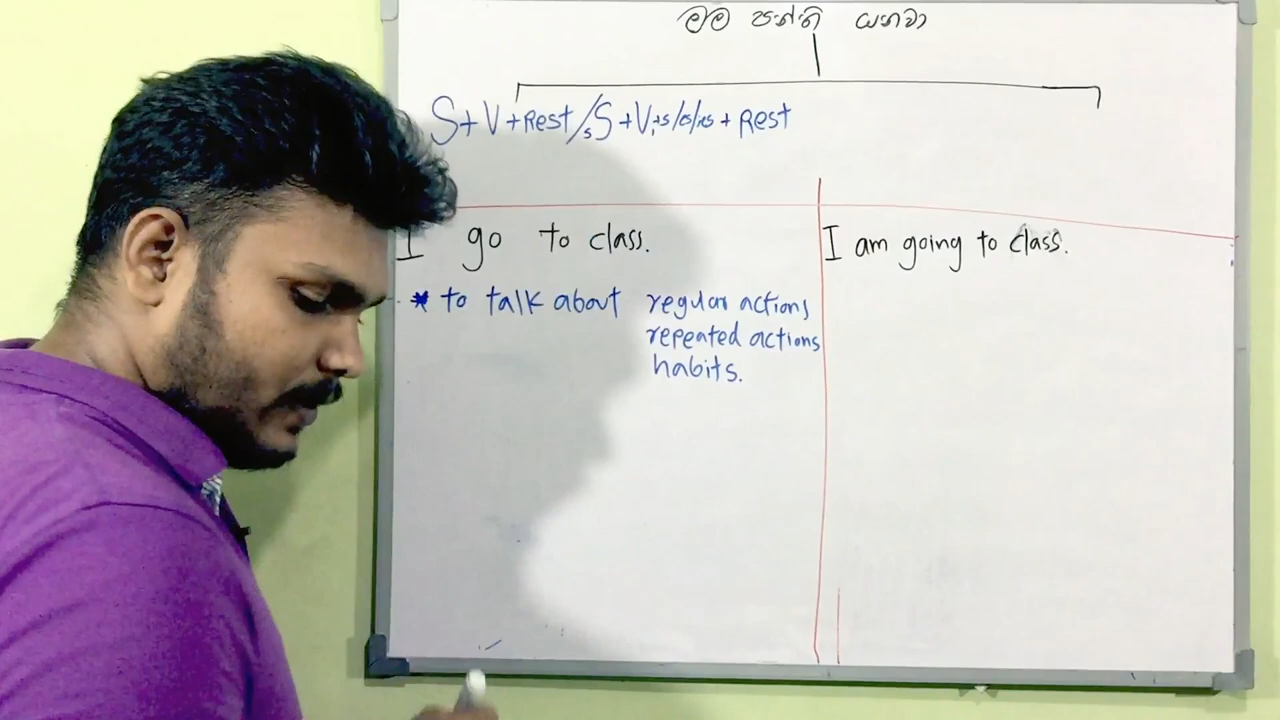 මම පන්ති යනවා
S+V+Rest/sS+V₁+s/es/ies + Rest
I go to class.
* to talk about regular actions
repeated actions
habits.
I am going to class.